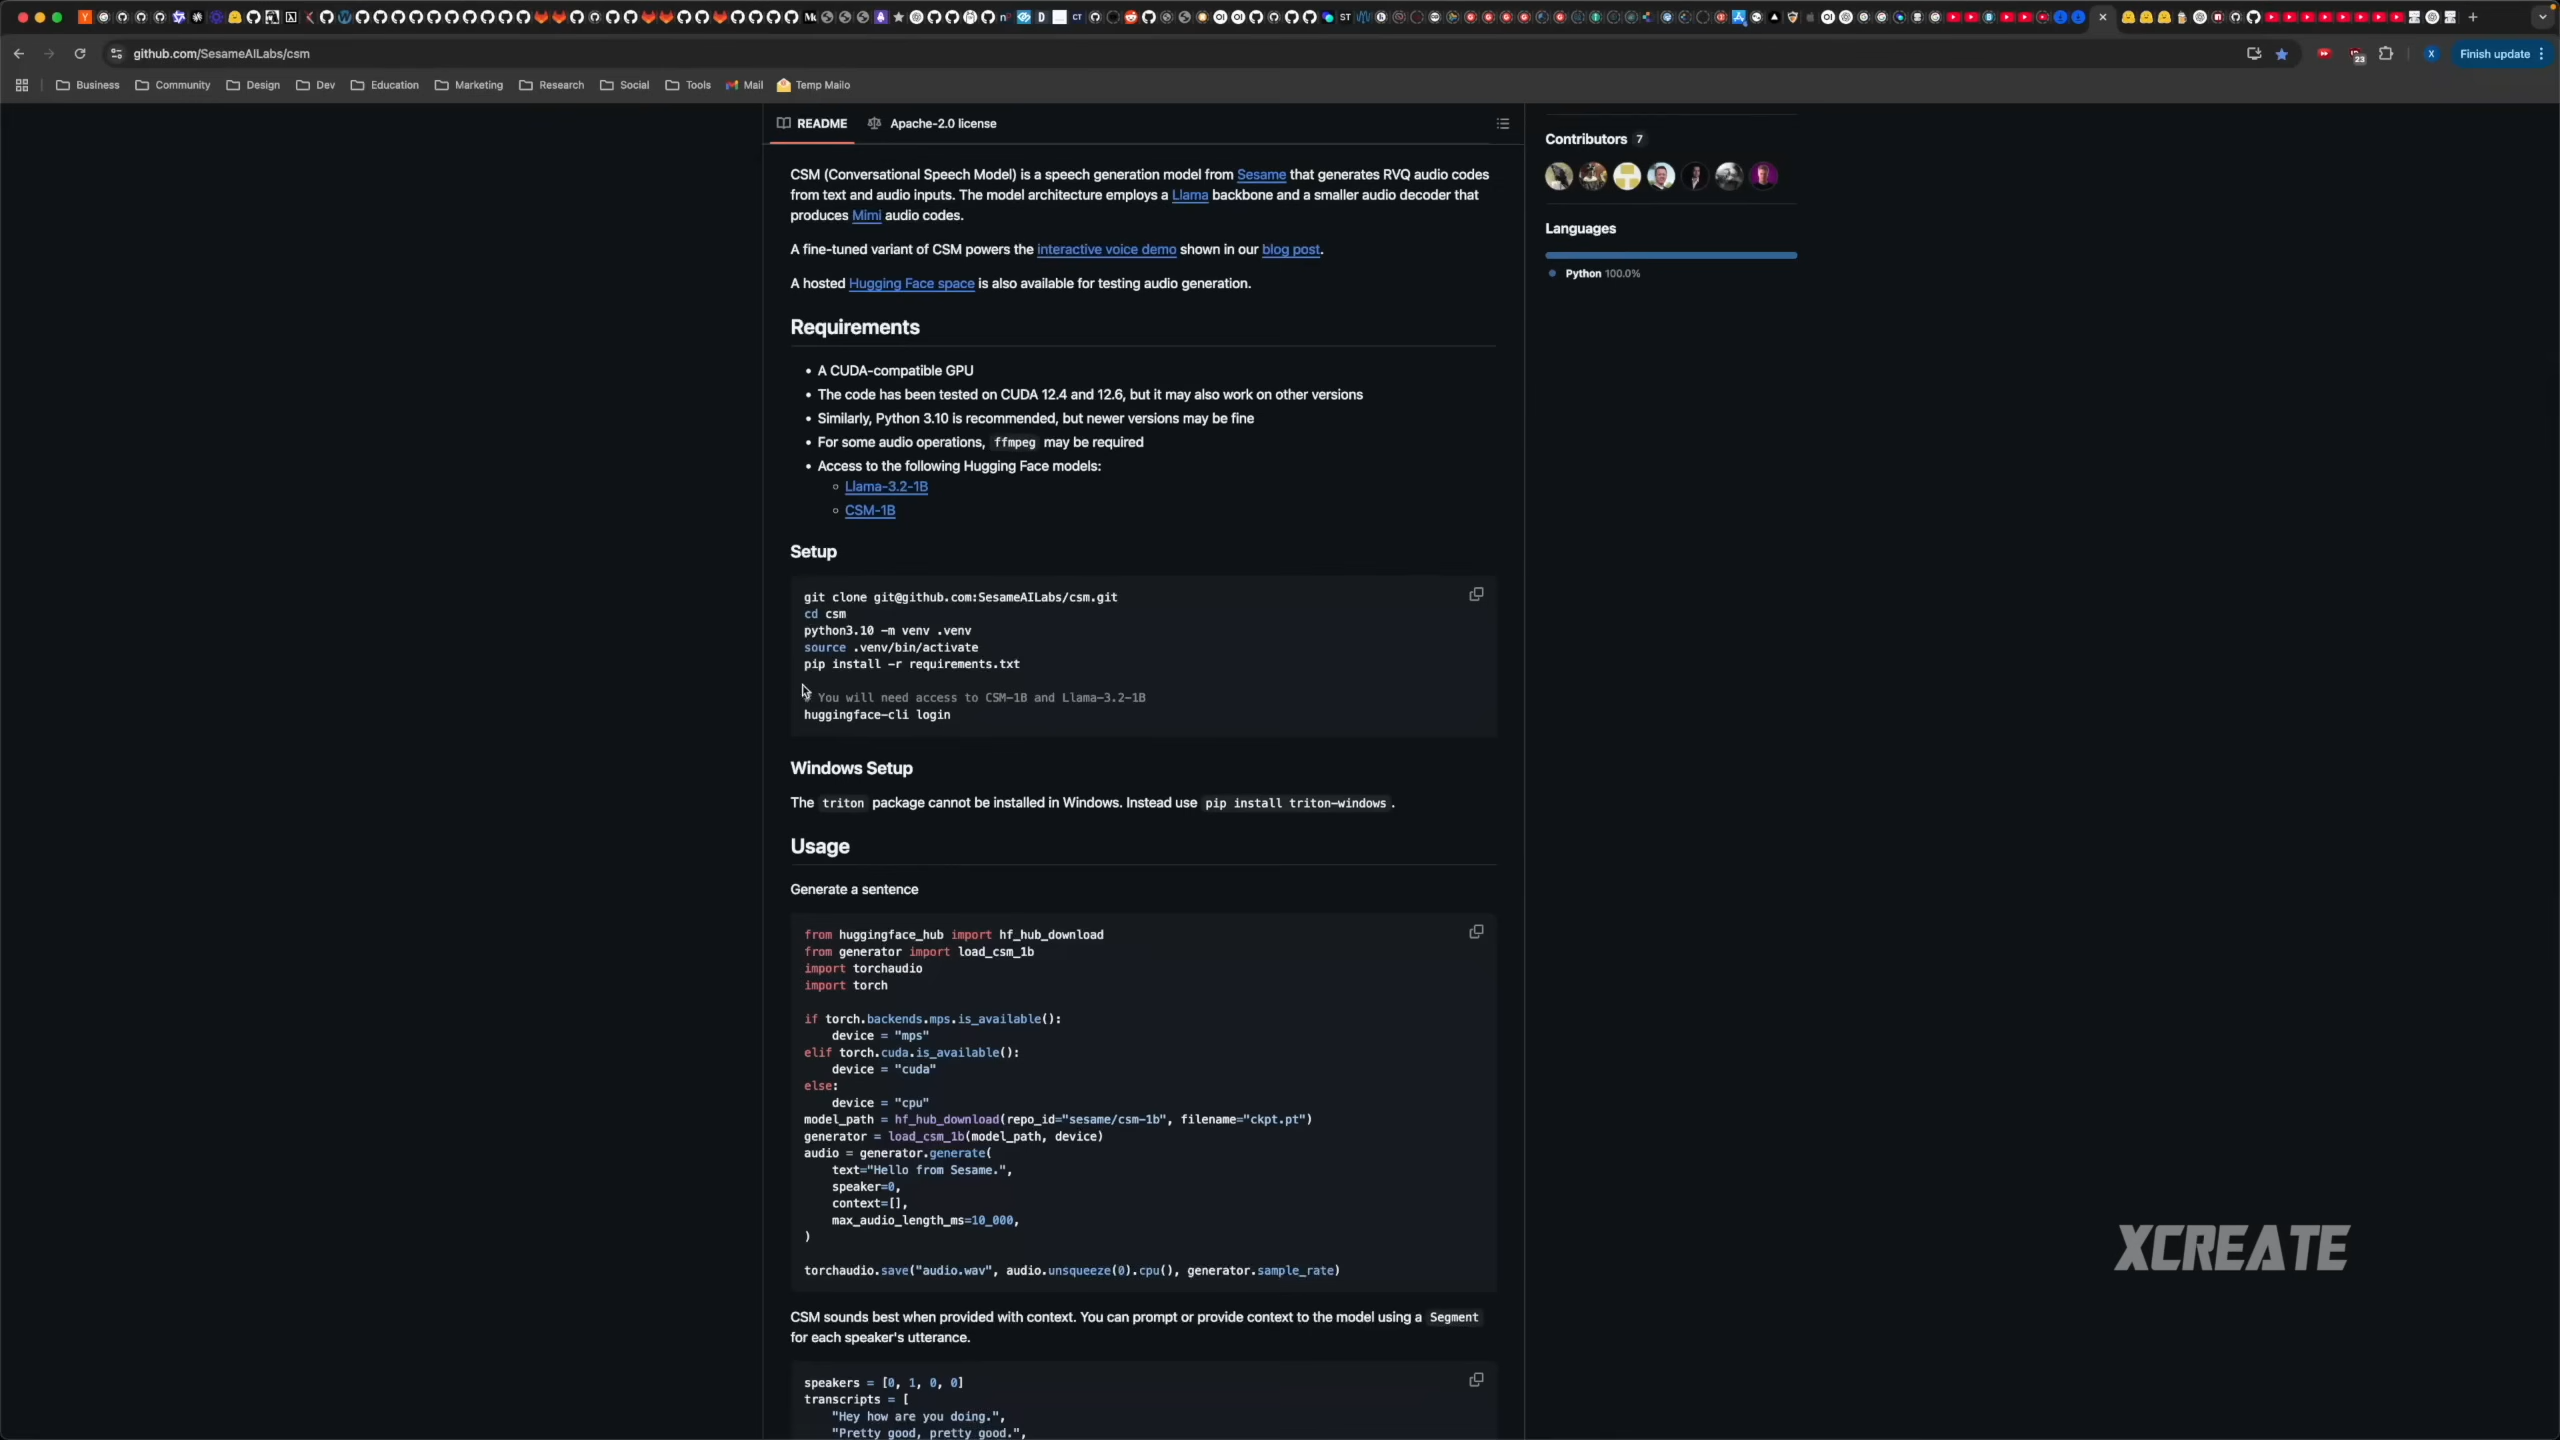 github.com/SesameAILabs/csm
23
X
Finish update
Business
Community
Design
Dev
Education
Marketing
Research
Social
Tools
Mail
Temp Mailo
README
Apache-2.0 license
CSM (Conversational Speech Model) is a speech generation model from Sesame that generates RVQ audio codes
from text and audio inputs. The model architecture employs a Llama backbone and a smaller audio decoder that
produces Mimi audio codes.
A fine-tuned variant of CSM powers the interactive voice demo shown in our blog post.
A hosted Hugging Face space is also available for testing audio generation.
Requirements
A CUDA-compatible GPU
The code has been tested on CUDA 12.4 and 12.6, but it may also work on other versions
Similarly, Python 3.10 is recommended, but newer versions may be fine
For some audio operations, ffmpeg may be required
Access to the following Hugging Face models:
Llama-3.2-1B
CSM-1B
Setup
git clone git@github.com:SesameAILabs/csm.git
cd csm
python3.10 -m venv .venv
source .venv/bin/activate
pip install -r requirements.txt
You will need access to CSM-1B and Llama-3.2-1B
huggingface-cli login
Windows Setup
The triton package cannot be installed in Windows. Instead use pip install triton-windows.
Usage
Generate a sentence
from huggingface_hub import hf_hub_download
from generator import load_csm_1b
import torchaudio
import torch
if torch.backends.mps.is_available():
device = "mps"
elif torch.cuda.is_available():
device = "cuda"
else:
device = "cpu"
model_path = hf_hub_download(repo_id="sesame/csm-1b", filename="ckpt.pt")
generator = load_csm_1b(model_path, device)
audio = generator.generate(
text="Hello from Sesame.",
speaker=0,
context=[],
max_audio_length_ms=10_000,
)
torchaudio.save("audio.wav", audio.unsqueeze(0).cpu(), generator.sample_rate)
CSM sounds best when provided with context. You can prompt or provide context to the model using a Segment
for each speaker's utterance.
speakers = [0, 1, 0, 0]
transcripts = [
"Hey how are you doing.",
"Pretty good, pretty good.",
Contributors 7
Languages
Python 100.0%
XCREATE